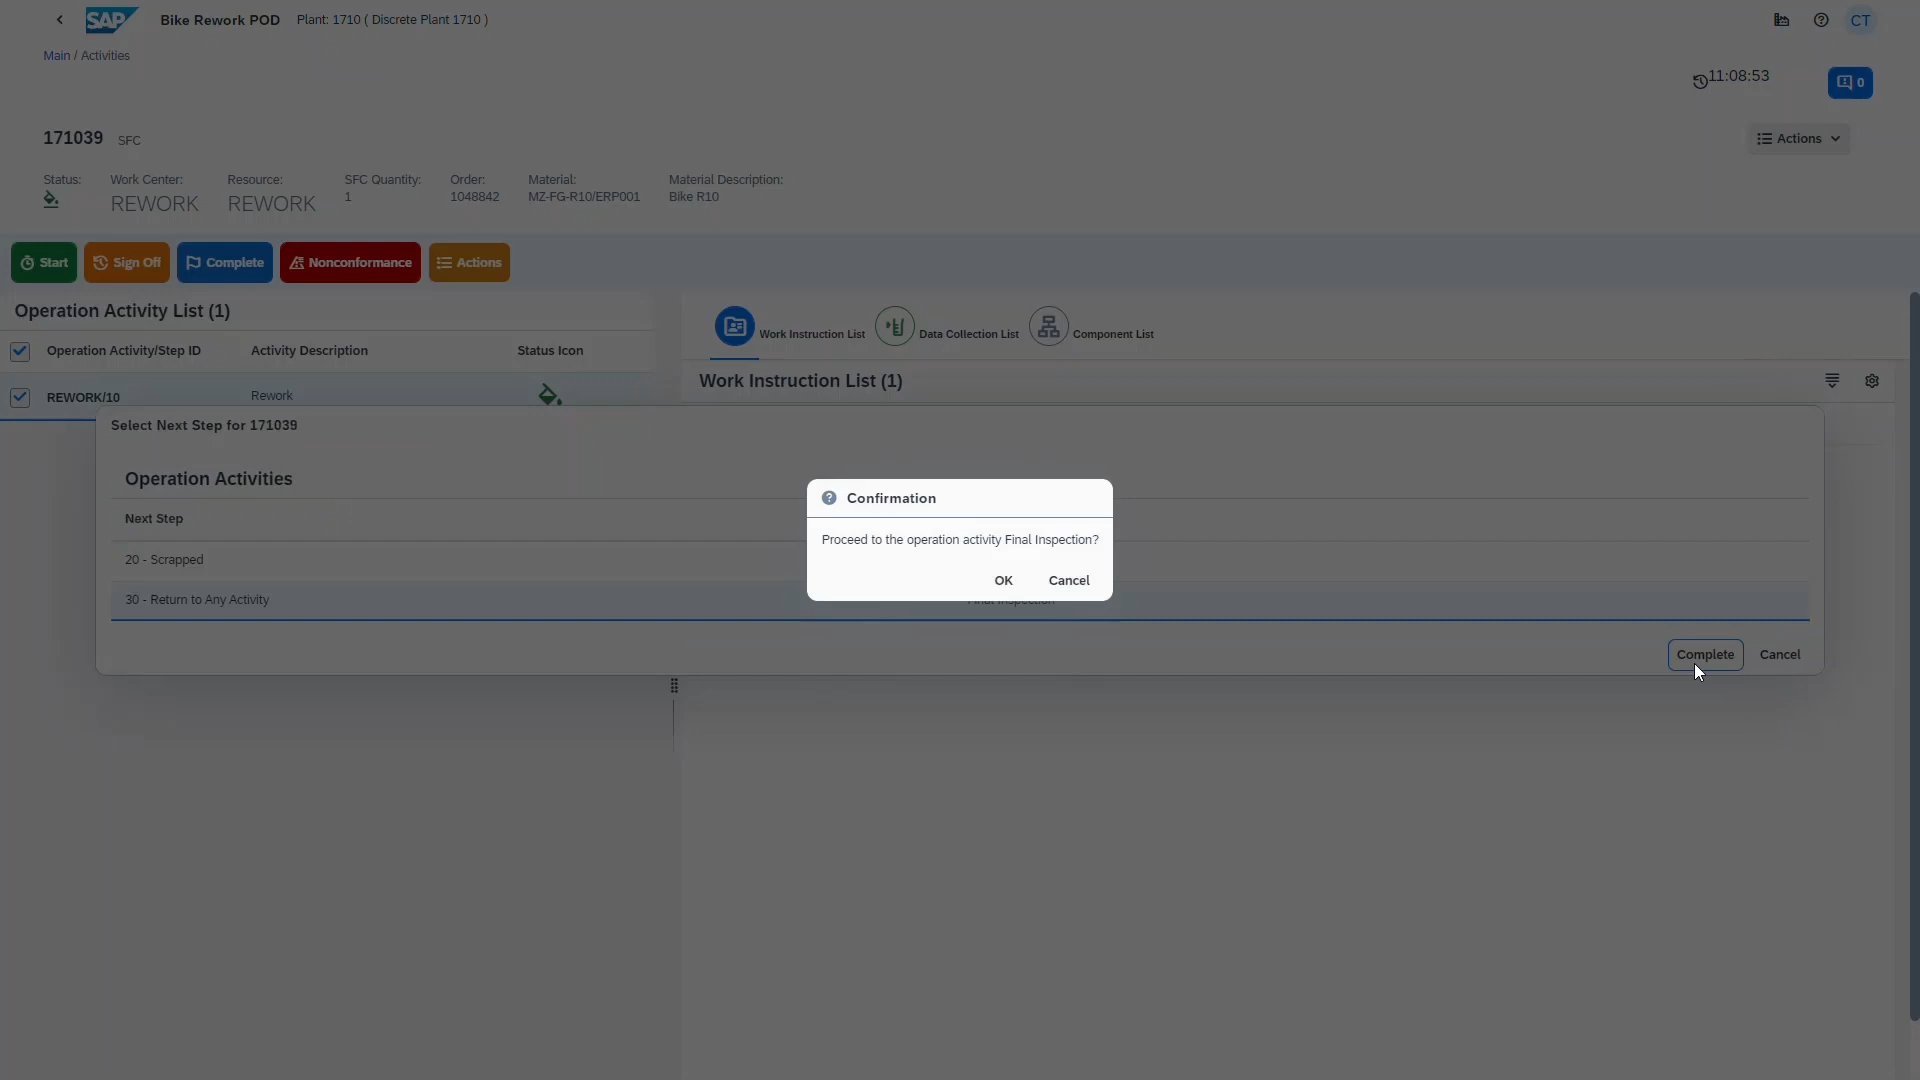 SAP Bike Rework POD Plant: 1710 ( Discrete Plant 1710 ) CT
Main / Activities
11:08:53 0
171039 SFC Actions
Status: Work Center: Resource: SFC Quantity: Order: Material: Material Description:
REWORK REWORK 1 1048842 MZ-FG-R10/ERP001 Bike R10
Start Sign Off Complete Nonconformance Actions
Operation Activity List (1)
Work Instruction List Data Collection List Component List
Operation Activity/Step ID Activity Description Status Icon
Work Instruction List (1)
REWORK/10 Rework
Select Next Step for 171039
Operation Activities
Next Step
20 - Scrapped
30 - Return to Any Activity Final Inspection
Confirmation
Proceed to the operation activity Final Inspection?
OK Cancel
Complete Cancel